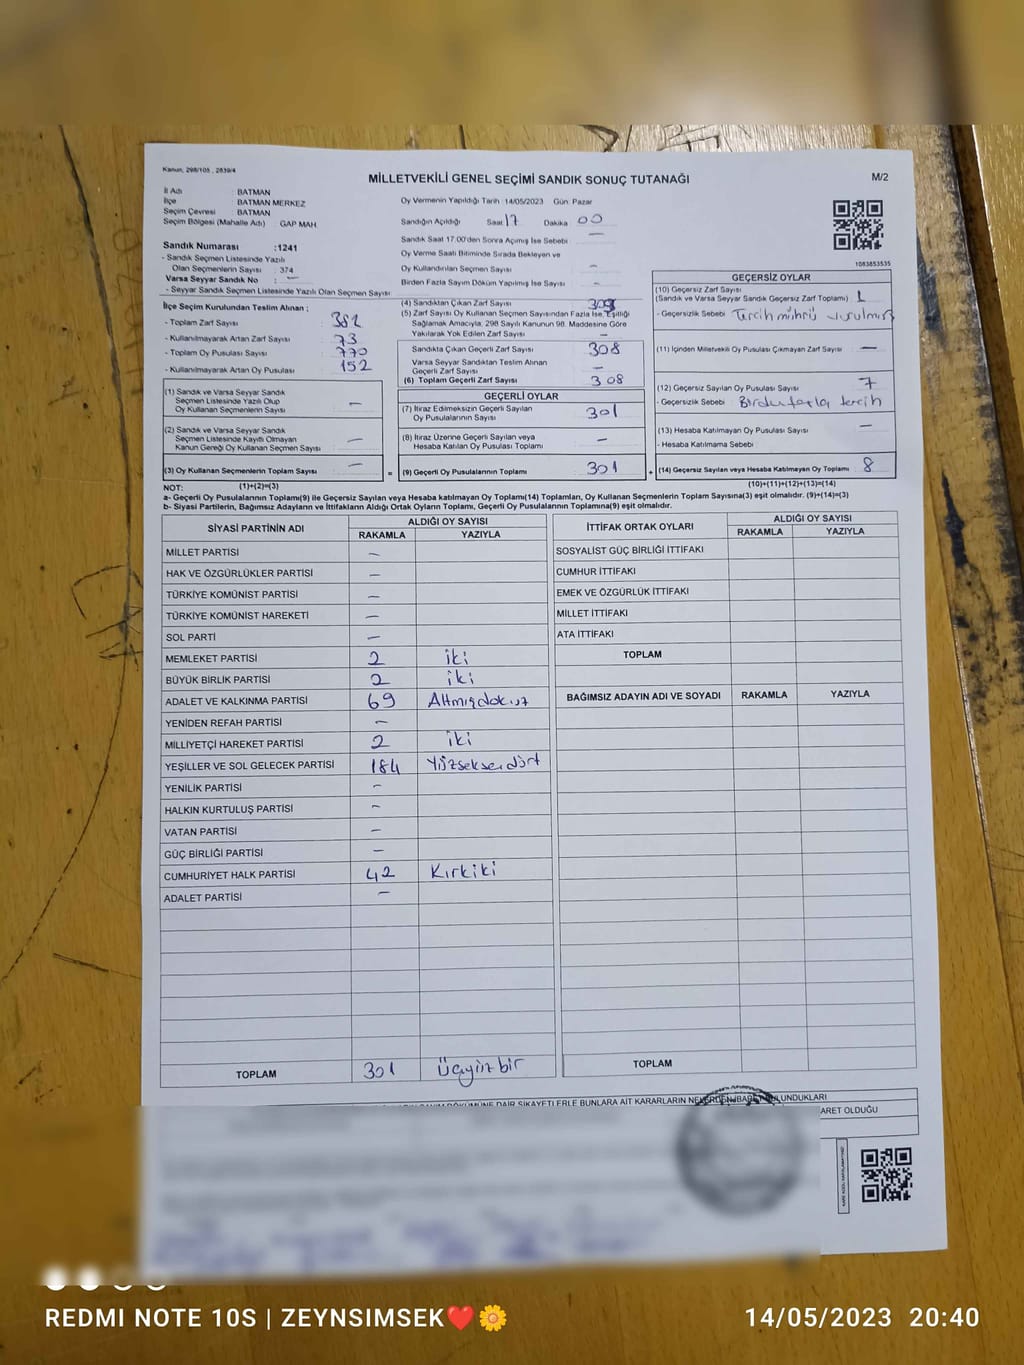 Kanun, 298/105 , 2839/4
MİLLETVEKİLİ GENEL SEÇİMİ SANDIK SONUÇ TUTANAĞI
M/2
İl Adı : BATMAN
İlçe : BATMAN MERKEZ
Seçim Çevresi : BATMAN
Seçim Bölgesi (Mahalle Adı) : GAP MAH.
Oy Vermenin Yapıldığı Tarih : 14/05/2023 Gün: Pazar
Sandığın Açıldığı Saat 17 Dakika 00
Sandık Saat 17.00'den Sonra Açılmış İse Sebebi : —
Oy Verme Saati Bitiminde Sırada Bekleyen ve
Oy Kullandırılan Seçmen Sayısı : –
Birden Fazla Sayım Döküm Yapılmış İse Sayısı : –
1083853535
Sandık Numarası : 1241
- Sandık Seçmen Listesinde Yazılı
Olan Seçmenlerin Sayısı : 374
Varsa Seyyar Sandık No : —
- Seyyar Sandık Seçmen Listesinde Yazılı Olan Seçmen Sayısı
İlçe Seçim Kurulundan Teslim Alınan ;
- Toplam Zarf Sayısı 382
- Kullanılmayarak Artan Zarf Sayısı 73
- Toplam Oy Pusulası Sayısı 770
- Kullanılmayarak Artan Oy Pusulası 152
(1) Sandık ve Varsa Seyyar Sandık
Seçmen Listesinde Yazılı Olup
Oy Kullanan Seçmenlerin Sayısı —
(2) Sandık ve Varsa Seyyar Sandık
Seçmen Listesinde Kayıtlı Olmayan
Kanun Gereği Oy Kullanan Seçmen Sayısı —
(3) Oy Kullanan Seçmenlerin Toplam Sayısı — =
(1)+(2)=(3)
(4) Sandıktan Çıkan Zarf Sayısı 309
(5) Zarf Sayısı Oy Kullanan Seçmen Sayısından Fazla İse, Eşitliği
Sağlamak Amacıyla, 298 Sayılı Kanunun 98. Maddesine Göre
Yakılarak Yok Edilen Zarf Sayısı –
Sandıkta Çıkan Geçerli Zarf Sayısı 308
Varsa Seyyar Sandıktan Teslim Alınan
Geçerli Zarf Sayısı –
(6) Toplam Geçerli Zarf Sayısı 308
GEÇERLİ OYLAR
(7) İtiraz Edilmeksizin Geçerli Sayılan
Oy Pusulalarının Sayısı 301
(8) İtiraz Üzerine Geçerli Sayılan veya
Hesaba Katılan Oy Pusulası Toplamı –
(9) Geçerli Oy Pusulalarının Toplamı 301 +
GEÇERSİZ OYLAR
(10) Geçersiz Zarf Sayısı
(Sandık ve Varsa Seyyar Sandık Geçersiz Zarf Toplamı) 1
- Geçersizlik Sebebi Tercih mührü vurulmış
(11) İçinden Milletvekili Oy Pusulası Çıkmayan Zarf Sayısı —
(12) Geçersiz Sayılan Oy Pusulası Sayısı 7
- Geçersizlik Sebebi Birden fazla tercih
(13) Hesaba Katılmayan Oy Pusulası Sayısı –
- Hesaba Katılmama Sebebi
(14) Geçersiz Sayılan veya Hesaba Katılmayan Oy Toplamı 8
(10)+(11)+(12)+(13)=(14)
NOT:
a- Geçerli Oy Pusulalarının Toplamı(9) ile Geçersiz Sayılan veya Hesaba katılmayan Oy Toplamı(14) Toplamları, Oy Kullanan Seçmenlerin Toplam Sayısına(3) eşit olmalıdır. (9)+(14)=(3)
b- Siyasi Partilerin, Bağımsız Adayların ve İttifakların Aldığı Ortak Oyların Toplamı, Geçerli Oy Pusulalarının Toplamına(9) eşit olmalıdır.
SİYASİ PARTİNİN ADI ALDIĞI OY SAYISI
RAKAMLA YAZIYLA
MİLLET PARTİSİ –
HAK VE ÖZGÜRLÜKLER PARTİSİ –
TÜRKİYE KOMÜNİST PARTİSİ –
TÜRKİYE KOMÜNİST HAREKETİ –
SOL PARTİ –
MEMLEKET PARTİSİ 2 iki
BÜYÜK BİRLİK PARTİSİ 2 iki
ADALET VE KALKINMA PARTİSİ 69 Altmışdokuz
YENİDEN REFAH PARTİSİ –
MİLLİYETÇİ HAREKET PARTİSİ 2 iki
YEŞİLLER VE SOL GELECEK PARTİSİ 184 Yüzseksendört
YENİLİK PARTİSİ –
HALKIN KURTULUŞ PARTİSİ –
VATAN PARTİSİ –
GÜÇ BİRLİĞİ PARTİSİ –
CUMHURİYET HALK PARTİSİ 42 Kırkiki
ADALET PARTİSİ –
TOPLAM 301 Üçyüzbir
İTTİFAK ORTAK OYLARI ALDIĞI OY SAYISI
RAKAMLA YAZIYLA
SOSYALİST GÜÇ BİRLİĞİ İTTİFAKI
CUMHUR İTTİFAKI
EMEK VE ÖZGÜRLÜK İTTİFAKI
MİLLET İTTİFAKI
ATA İTTİFAKI
TOPLAM
BAĞIMSIZ ADAYIN ADI VE SOYADI RAKAMLA YAZIYLA
TOPLAM
DÖKÜMÜNE DAİR ŞİKAYETLERLE BUNLARA AİT KARARLARIN NELERDEN İBARET BULUNDUKLARI
ARET OLDUĞU
REDMI NOTE 10S | ZEYNSIMSEK❤️🌼
14/05/2023 20:40